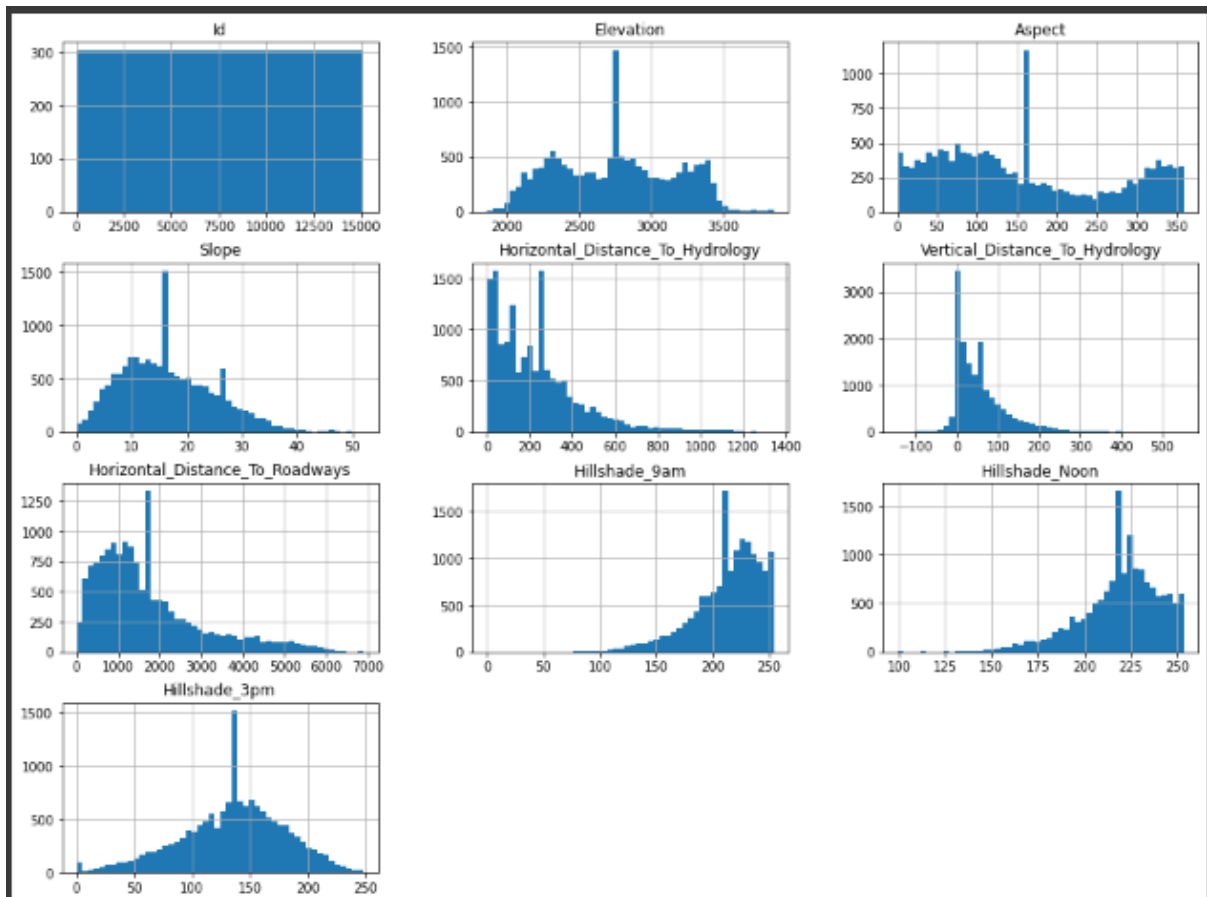 Id
Elevation
Aspect
300
200
100
0
0 2500 5000 7500 10000 12500 15000
1500
1000
500
0
2000 2500 3000 3500
1000
750
500
250
0
0 50 100 150 200 250 300 350
Slope
Horizontal_Distance_To_Hydrology
Vertical_Distance_To_Hydrology
1500
1000
500
0
0 10 20 30 40 50
1500
1000
500
0
0 200 400 600 800 1000 1200 1400
3000
2000
1000
0
−100 0 100 200 300 400 500
Horizontal_Distance_To_Roadways
Hillshade_9am
Hillshade_Noon
1250
1000
750
500
250
0
0 1000 2000 3000 4000 5000 6000 7000
1500
1000
500
0
0 50 100 150 200 250
1500
1000
500
0
100 125 150 175 200 225 250
Hillshade_3pm
1500
1000
500
0
0 50 100 150 200 250